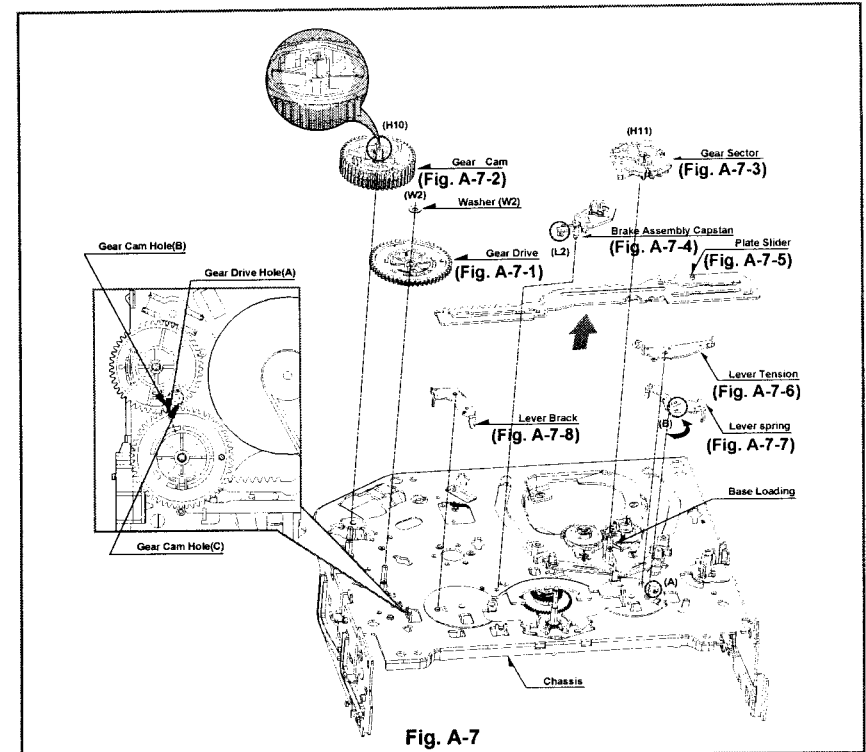 (H10)
Gear Cam
(Fig. A-7-2)
(W2)
Washer (W2)
Gear Drive
(Fig. A-7-1)
(H11)
Gear Sector
(Fig. A-7-3)
(L2)
Brake Assembly Capstan
(Fig. A-7-4)
Plate Slider
(Fig. A-7-5)
Gear Cam Hole(B)
Gear Drive Hole(A)
Lever Tension
(Fig. A-7-6)
(B)
Lever spring
(Fig. A-7-7)
Lever Brack
(Fig. A-7-8)
Base Loading
Gear Cam Hole(C)
(A)
Chassis
Fig. A-7